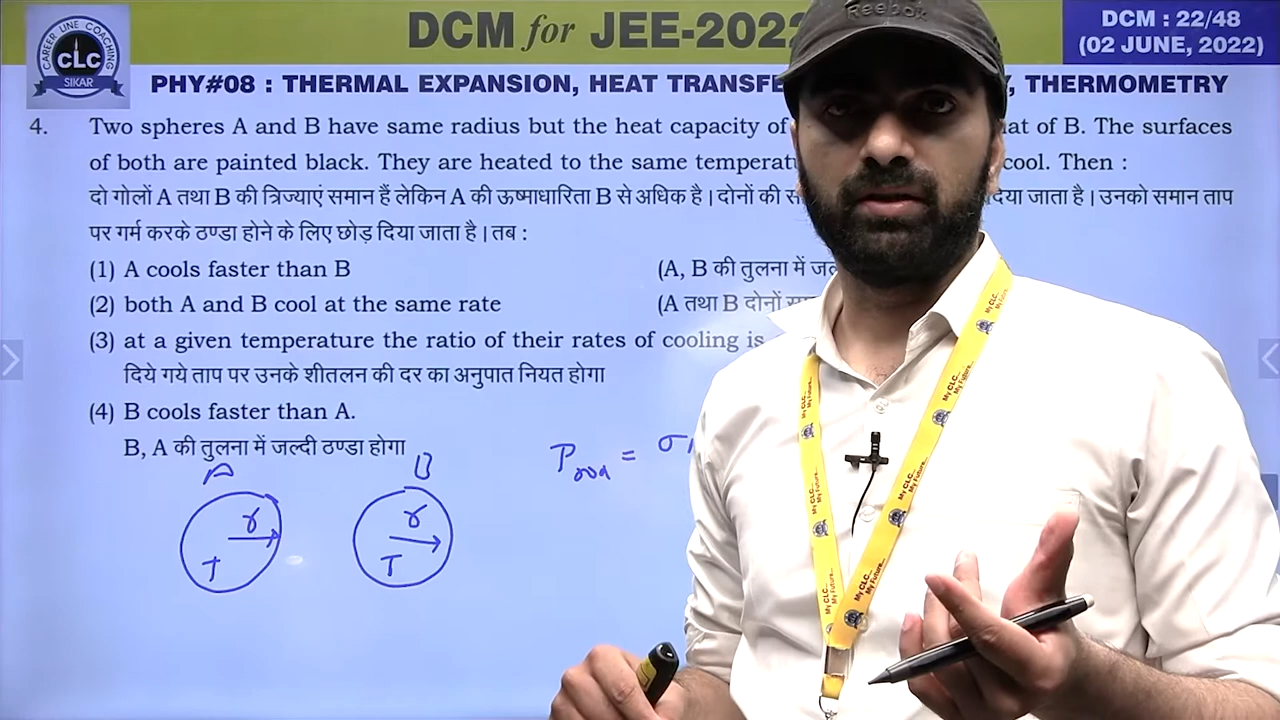 DCM for JEE-2022
DCM : 22/48
(02 JUNE, 2022)
CAREER LINE COACHING
CLC
SIKAR
PHY#08 : THERMAL EXPANSION, HEAT TRANSFE , THERMOMETRY
4. Two spheres A and B have same radius but the heat capacity of at of B. The surfaces
of both are painted black. They are heated to the same temperatu cool. Then :
दो गोलों A तथा B की त्रिज्याएं समान हैं लेकिन A की ऊष्माधारिता B से अधिक है। दोनों की स दिया जाता है। उनको समान ताप
पर गर्म करके ठण्डा होने के लिए छोड़ दिया जाता है। तब :
(1) A cools faster than B (A, B की तुलना में जल
(2) both A and B cool at the same rate (A तथा B दोनों
(3) at a given temperature the ratio of their rates of cooling is
दिये गये ताप पर उनके शीतलन की दर का अनुपात नियत होगा
(4) B cools faster than A.
B, A की तुलना में जल्दी ठण्डा होगा
A B
r r
T T
= σ
Reebok
My CLC...
My Future...